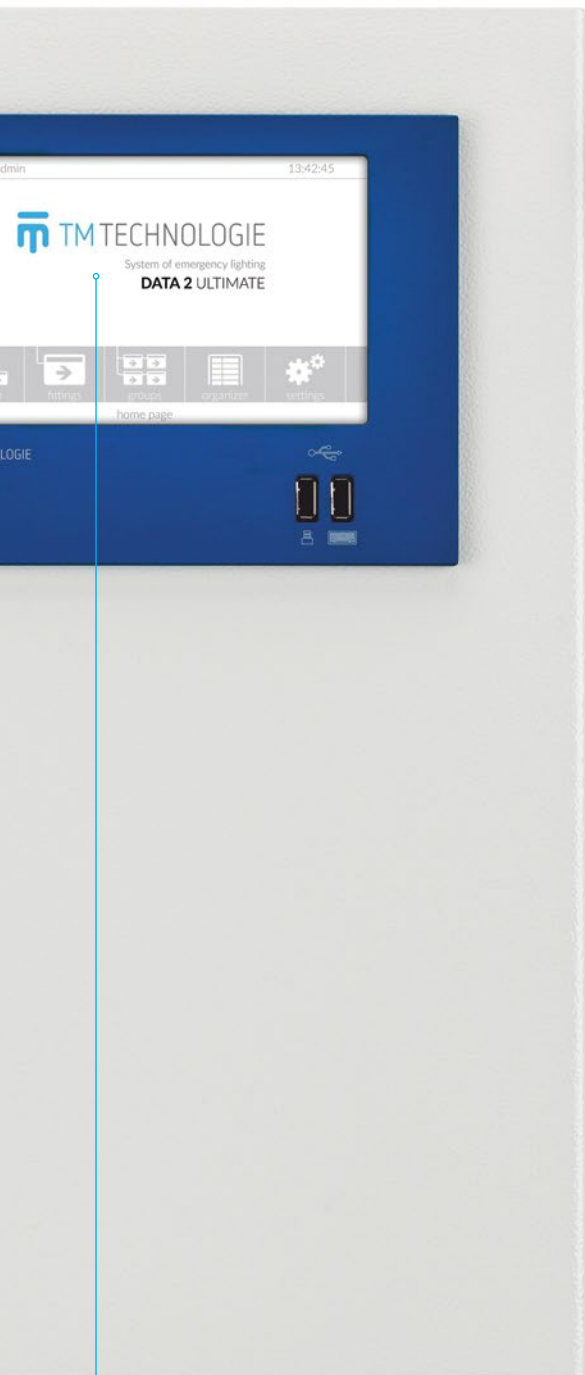 dmin 13:42:45
TM TECHNOLOGIE
System of emergency lighting
DATA 2 ULTIMATE
fittings groups organizer settings
home page
LOGIE